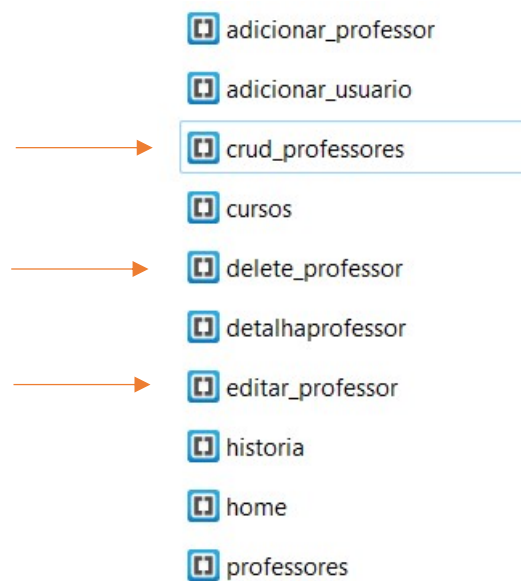 adicionar_professor
adicionar_usuario
crud_professores
cursos
delete_professor
detalhaprofessor
editar_professor
historia
home
professores